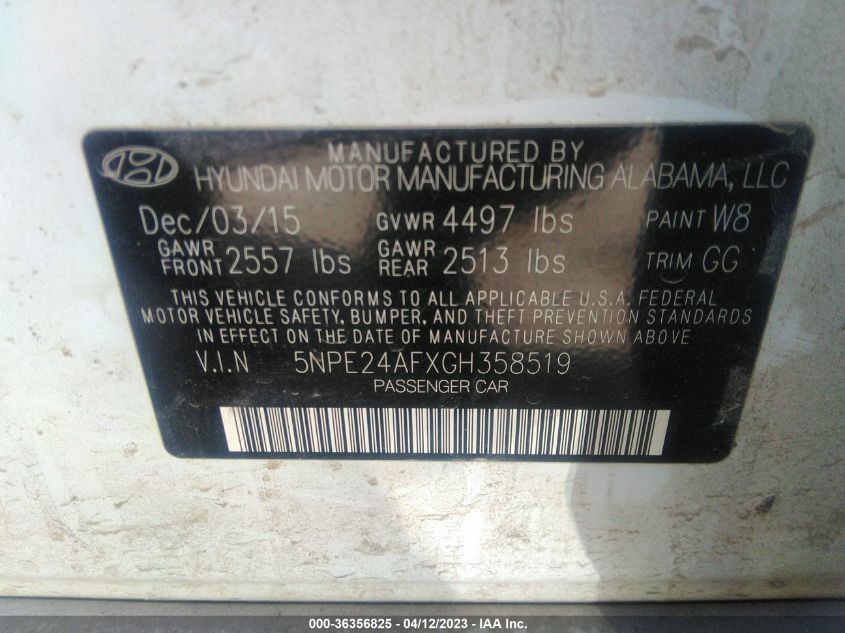 MANUFACTURED BY
HYUNDAI MOTOR MANUFACTURING ALABAMA, LLC
Dec/03/15 GVWR 4497 lbs PAINT W8
GAWR FRONT 2557 lbs GAWR REAR 2513 lbs TRIM GG
THIS VEHICLE CONFORMS TO ALL APPLICABLE U.S.A. FEDERAL
MOTOR VEHICLE SAFETY, BUMPER, AND THEFT PREVENTION STANDARDS
IN EFFECT ON THE DATE OF MANUFACTURE SHOWN ABOVE.
V.I.N 5NPE24AFXGH358519
PASSENGER CAR
000-36356825 - 04/12/2023 - IAA Inc.